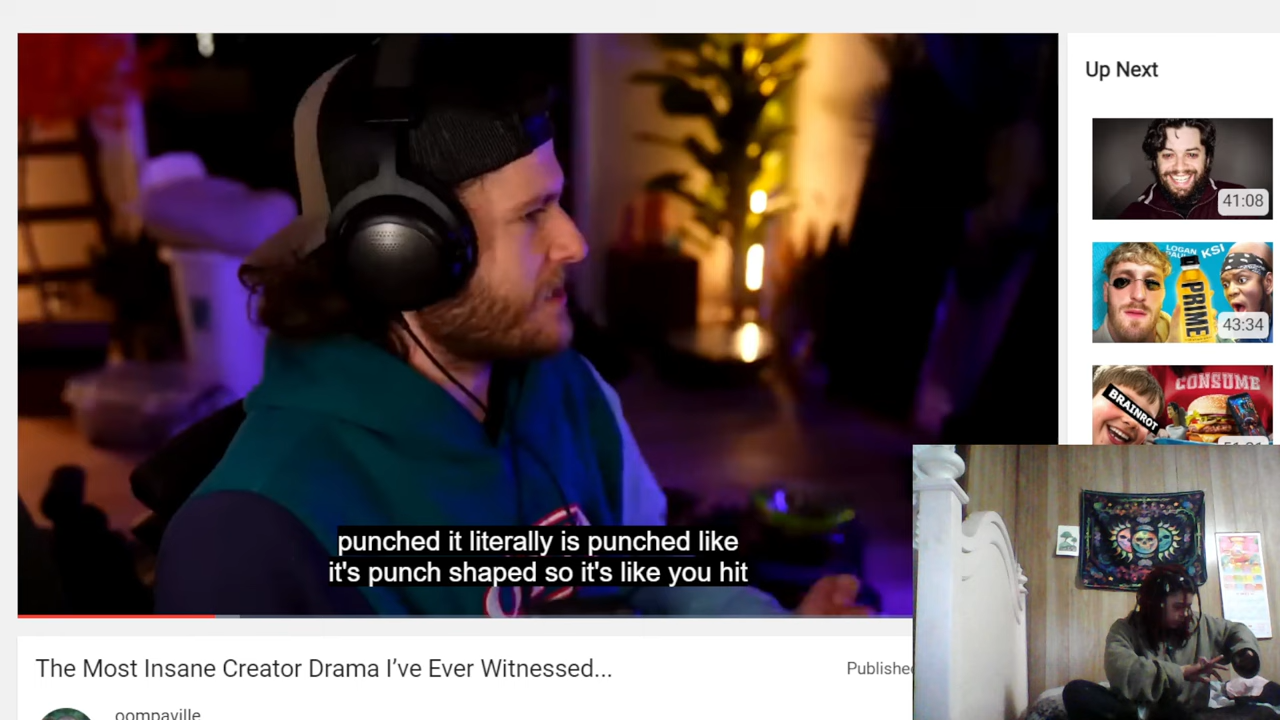 Up Next
41:08
LOGAN
PAUL
KSI
PRIME
43:34
CONSUME
BRAINROT
punched it literally is punched like
it's punch shaped so it's like you hit
The Most Insane Creator Drama I’ve Ever Witnessed...
oompaville